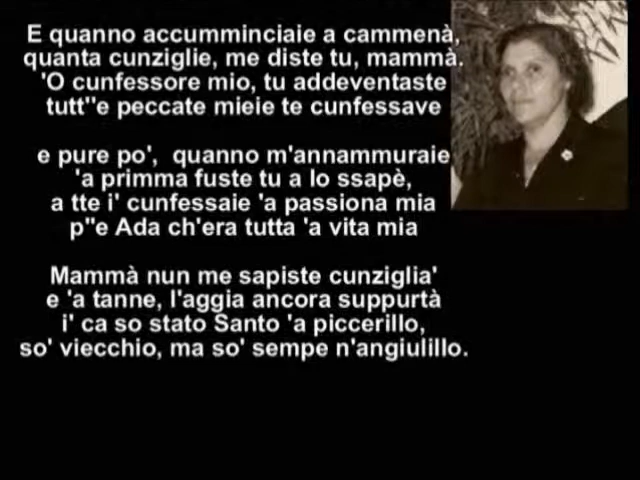 E quanno accumminciaie a cammenà,
quanta cunziglie, me diste tu, mammà.
'O cunfessore mio, tu addeventaste
tutt"e peccate mieie te cunfessave
e pure po', quanno m'annammuraie
'a primma fuste tu a lo ssapè,
a tte i' cunfessaie 'a passiona mia
p"e Ada ch'era tutta 'a vita mia
Mammà nun me sapiste cunziglia'
e 'a tanne, l'aggia ancora suppurtà
i' ca so stato Santo 'a piccerillo,
so' viecchio, ma so' sempe n'angiulillo.